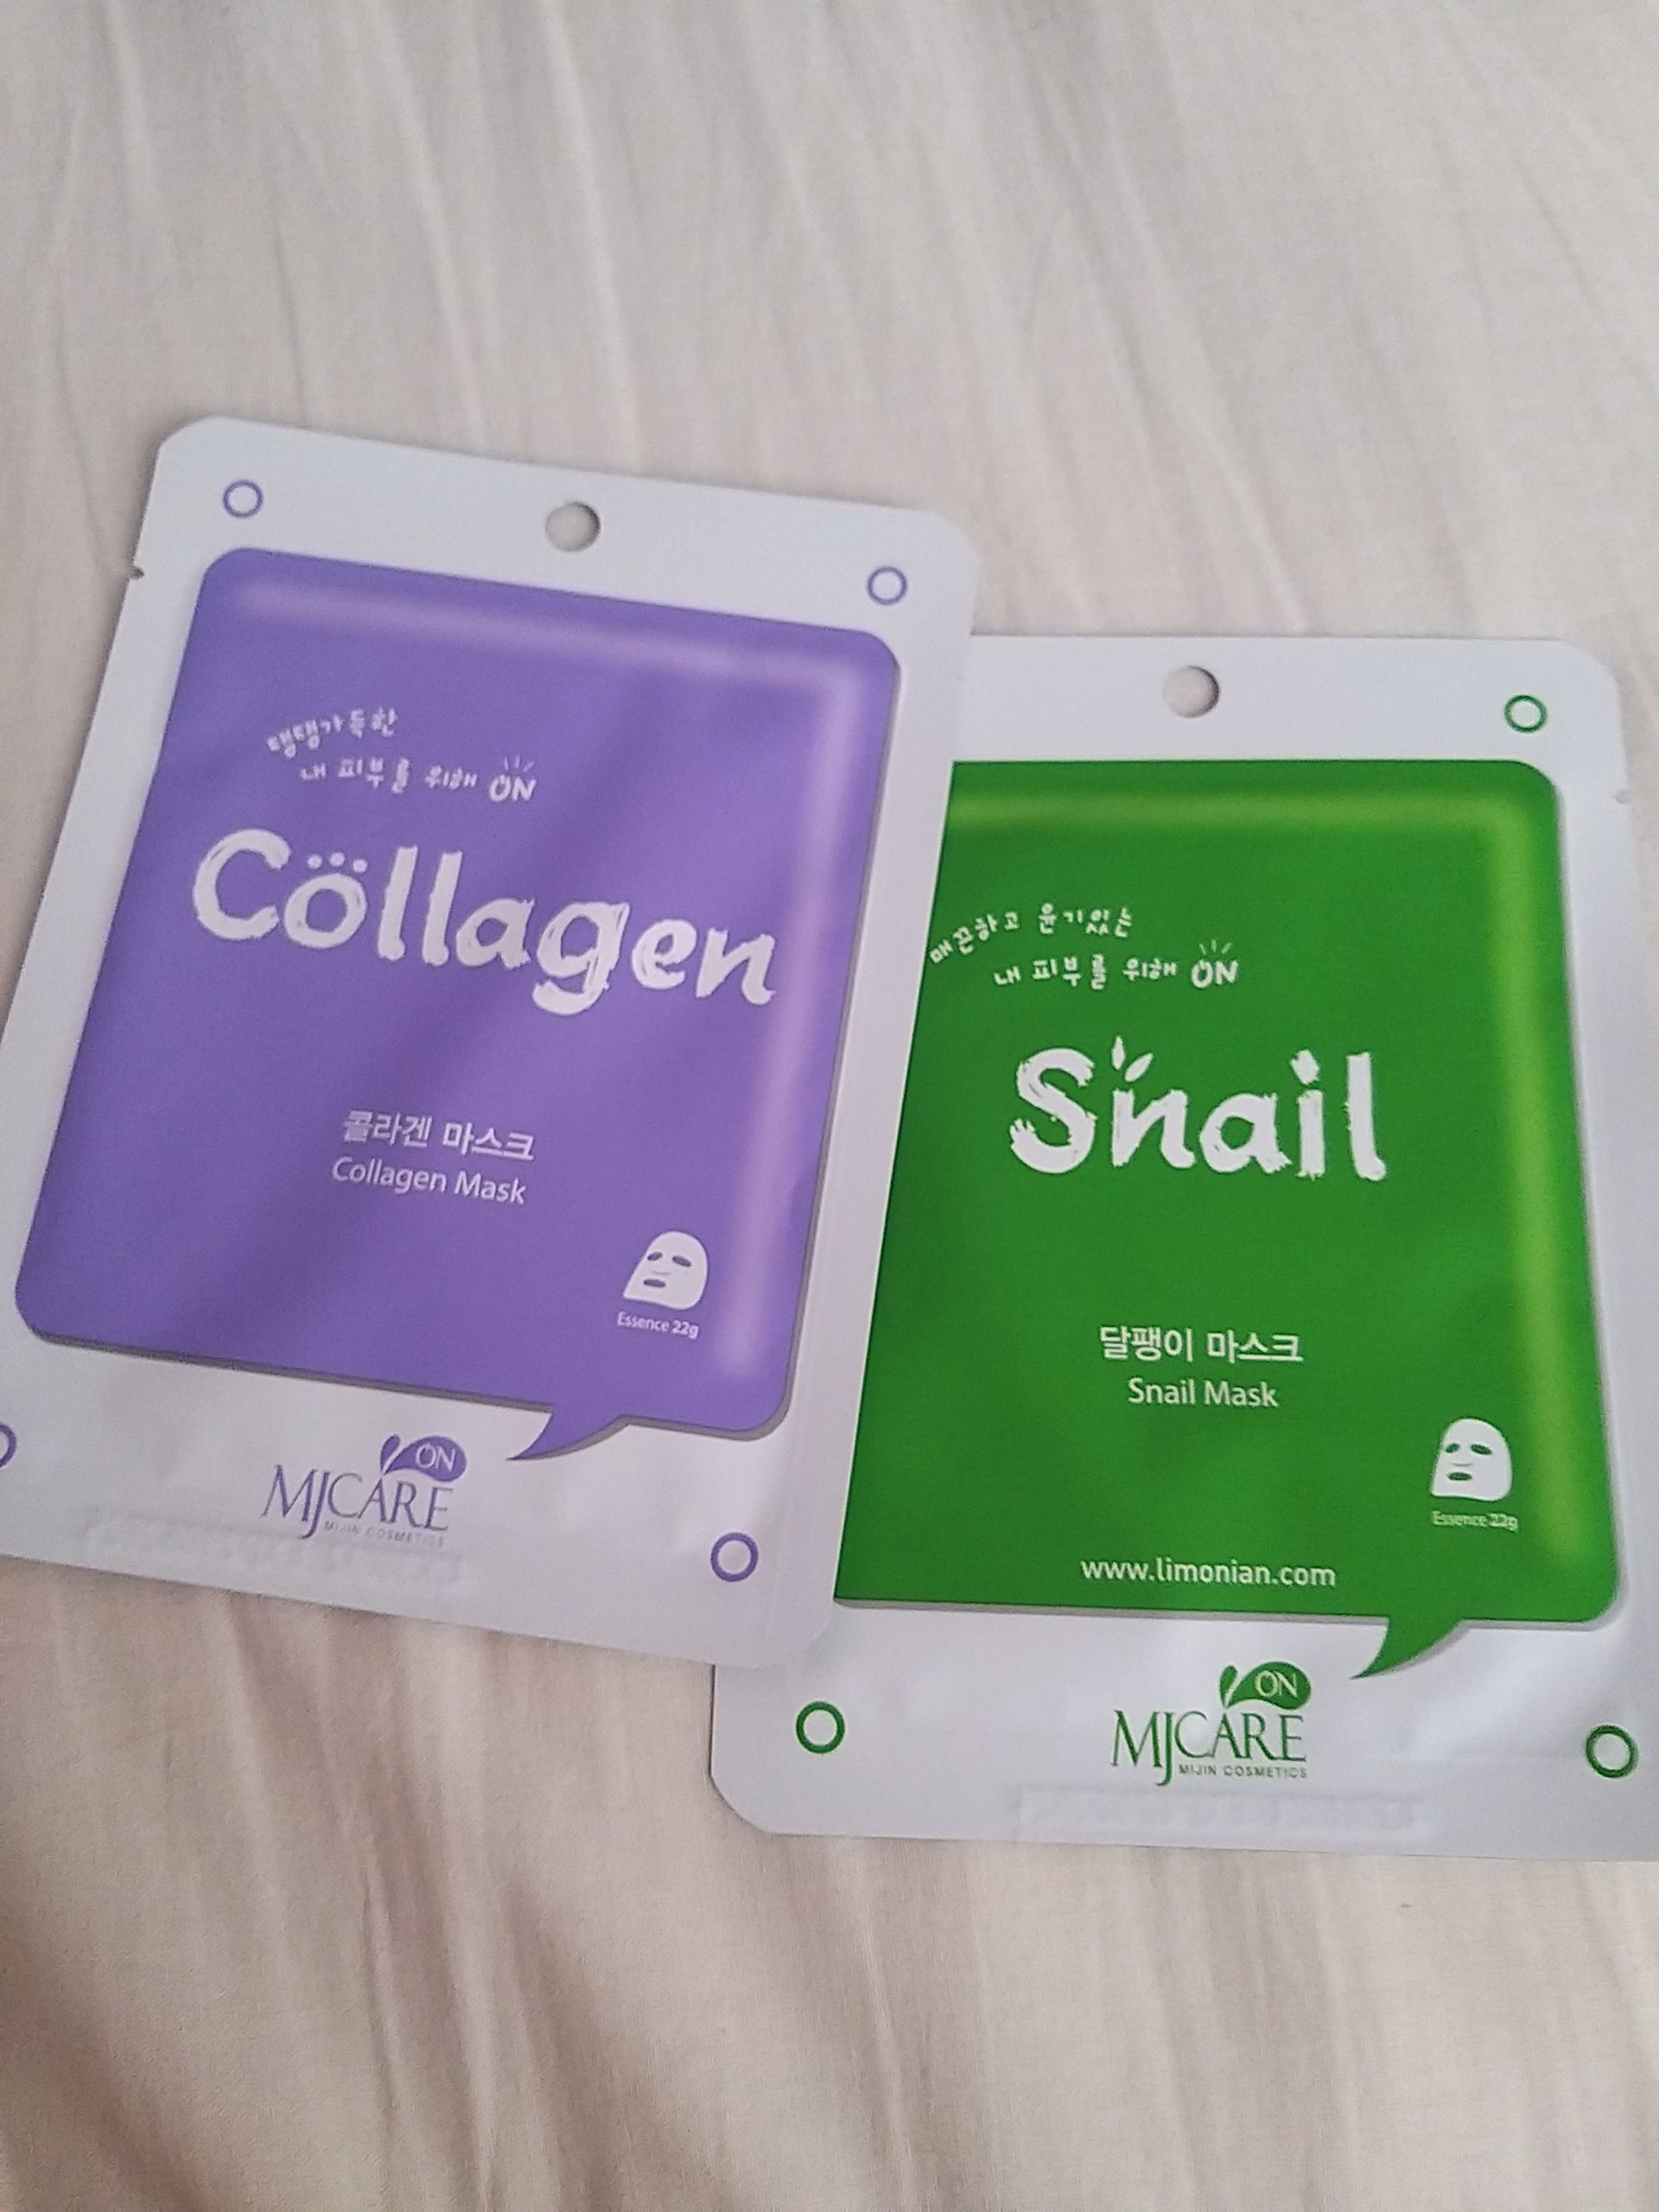 탱탱가득한
내 피부를 위해 ON
Collagen
콜라겐 마스크
Collagen Mask
Essence 22g
ON
MJCARE
MIJIN COSMETICS
매끈하고 윤기있는
내 피부를 위해 ON
Snail
달팽이 마스크
Snail Mask
Essence 22g
www.limonian.com
ON
MJCARE
MIJIN COSMETICS